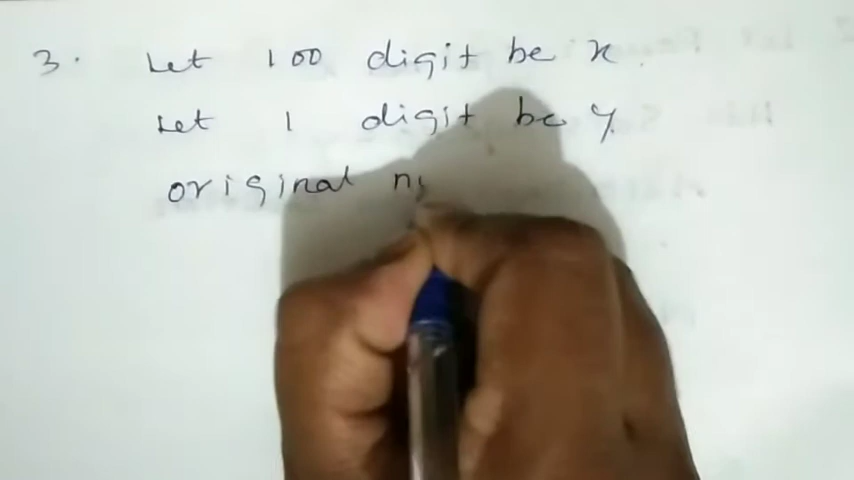 3. Let 100 digit be x.
Let 1 digit be y.
original